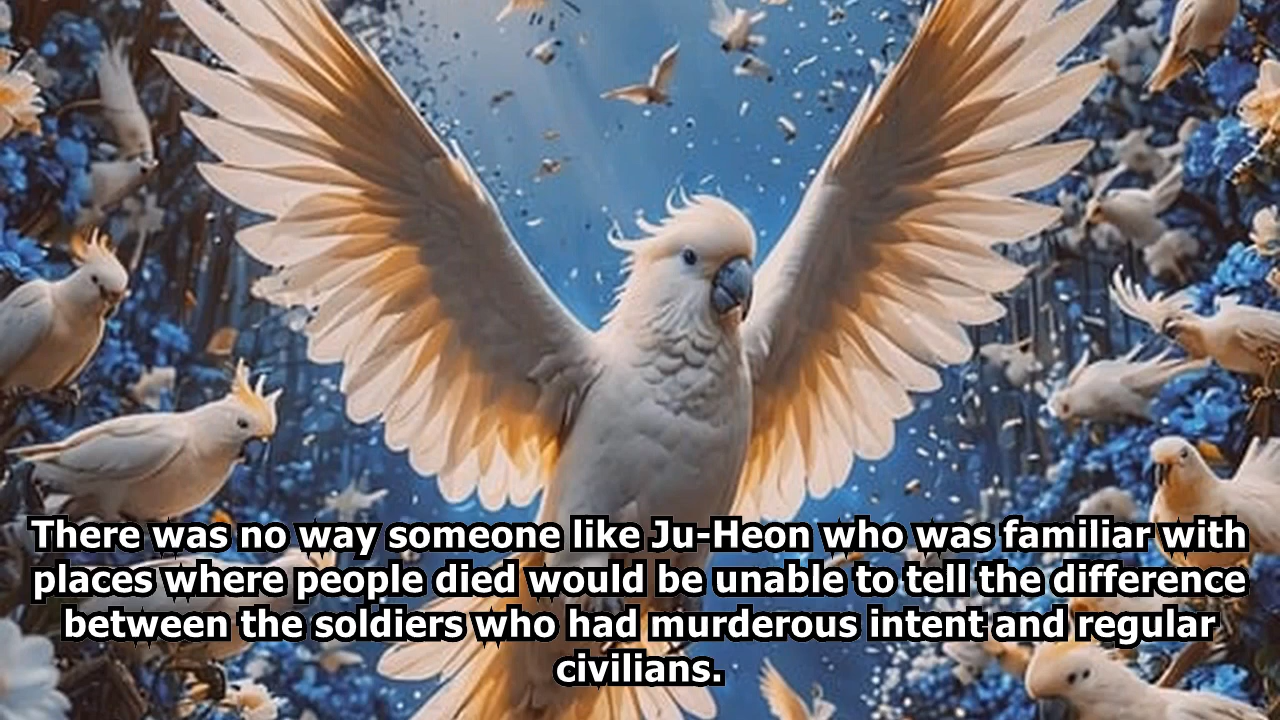 There was no way someone like Ju-Heon who was familiar with
places where people died would be unable to tell the difference
between the soldiers who had murderous intent and regular
civilians.